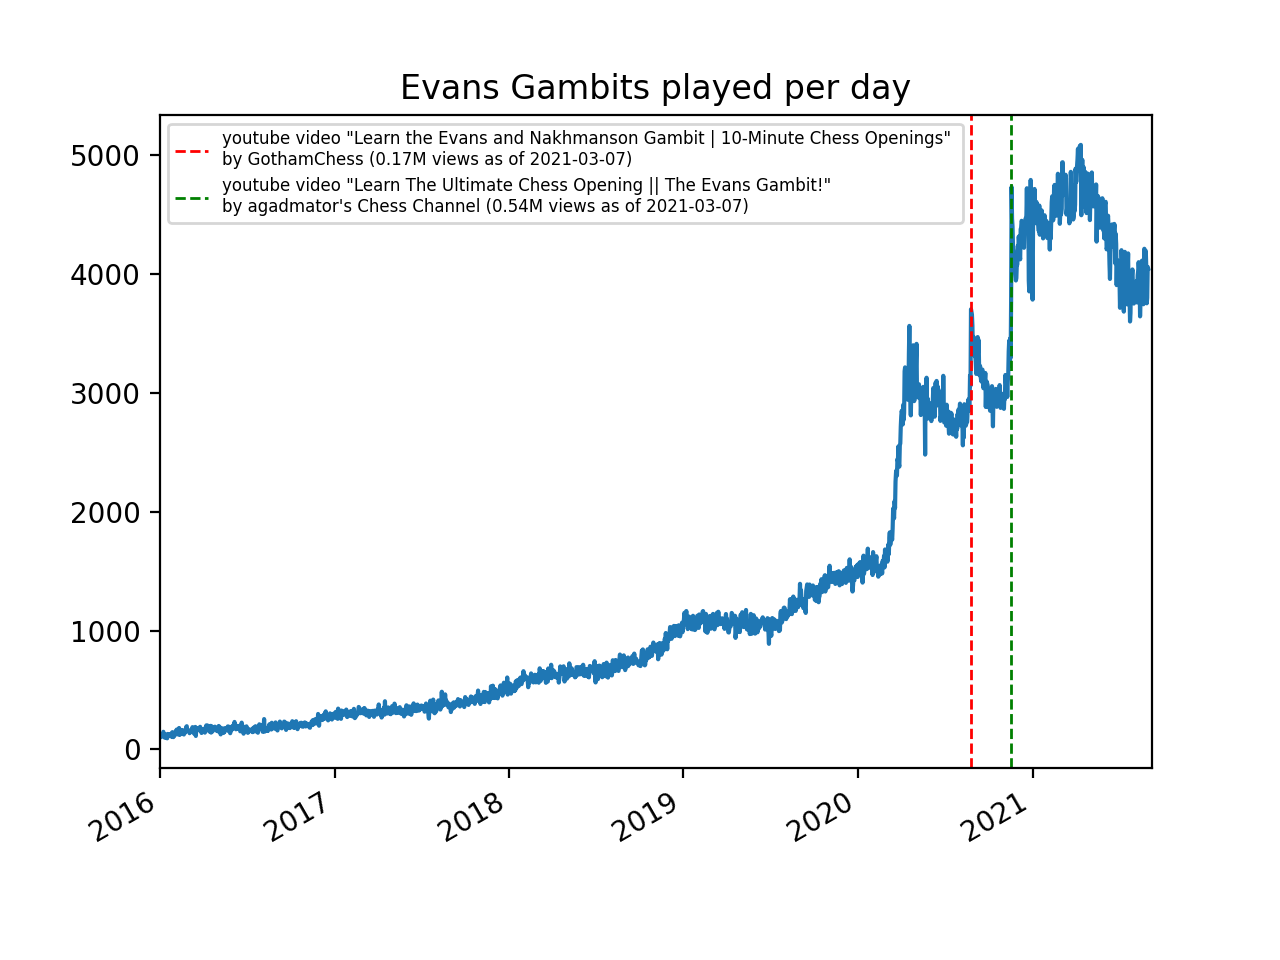 Evans Gambits played per day
youtube video "Learn the Evans and Nakhmanson Gambit | 10-Minute Chess Openings"
by GothamChess (0.17M views as of 2021-03-07)
youtube video "Learn The Ultimate Chess Opening || The Evans Gambit!"
by agadmator's Chess Channel (0.54M views as of 2021-03-07)
5000
4000
3000
2000
1000
0
2016
2017
2018
2019
2020
2021